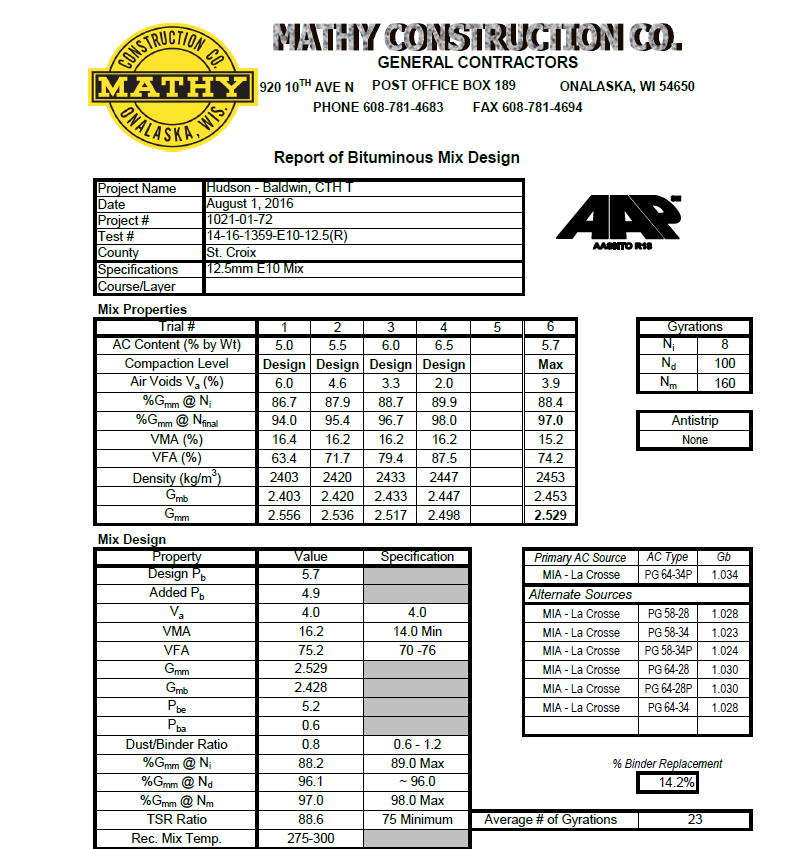 CONSTRUCTION CO.
MATHY
ONALASKA, WIS.
MATHY CONSTRUCTION CO.
GENERAL CONTRACTORS
920 10TH AVE N POST OFFICE BOX 189 ONALASKA, WI 54650
PHONE 608-781-4683 FAX 608-781-4694
Report of Bituminous Mix Design
Project Name Hudson - Baldwin, CTH T
Date August 1, 2016
Project # 1021-01-72
Test # 14-16-1359-E10-12.5(R)
County St. Croix
Specifications 12.5mm E10 Mix
Course/Layer
AAP SM
AASHTO R18
Mix Properties
Trial # 1 2 3 4 5 6
AC Content (% by Wt) 5.0 5.5 6.0 6.5 5.7
Compaction Level Design Design Design Design Max
Air Voids Va (%) 6.0 4.6 3.3 2.0 3.9
%Gmm @ Ni 86.7 87.9 88.7 89.9 88.4
%Gmm @ Nfinal 94.0 95.4 96.7 98.0 97.0
VMA (%) 16.4 16.2 16.2 16.2 15.2
VFA (%) 63.4 71.7 79.4 87.5 74.2
Density (kg/m3) 2403 2420 2433 2447 2453
Gmb 2.403 2.420 2.433 2.447 2.453
Gmm 2.556 2.536 2.517 2.498 2.529
Gyrations
Ni 8
Nd 100
Nm 160
Antistrip
None
Mix Design
Property Value Specification
Design Pb 5.7
Added Pb 4.9
Va 4.0 4.0
VMA 16.2 14.0 Min
VFA 75.2 70 -76
Gmm 2.529
Gmb 2.428
Pbe 5.2
Pba 0.6
Dust/Binder Ratio 0.8 0.6 - 1.2
%Gmm @ Ni 88.2 89.0 Max
%Gmm @ Nd 96.1 ~ 96.0
%Gmm @ Nm 97.0 98.0 Max
TSR Ratio 88.6 75 Minimum
Rec. Mix Temp. 275-300
Primary AC Source AC Type Gb
MIA - La Crosse PG 64-34P 1.034
Alternate Sources
MIA - La Crosse PG 58-28 1.028
MIA - La Crosse PG 58-34 1.023
MIA - La Crosse PG 58-34P 1.024
MIA - La Crosse PG 64-28 1.030
MIA - La Crosse PG 64-28P 1.030
MIA - La Crosse PG 64-34 1.028
% Binder Replacement
14.2%
Average # of Gyrations 23